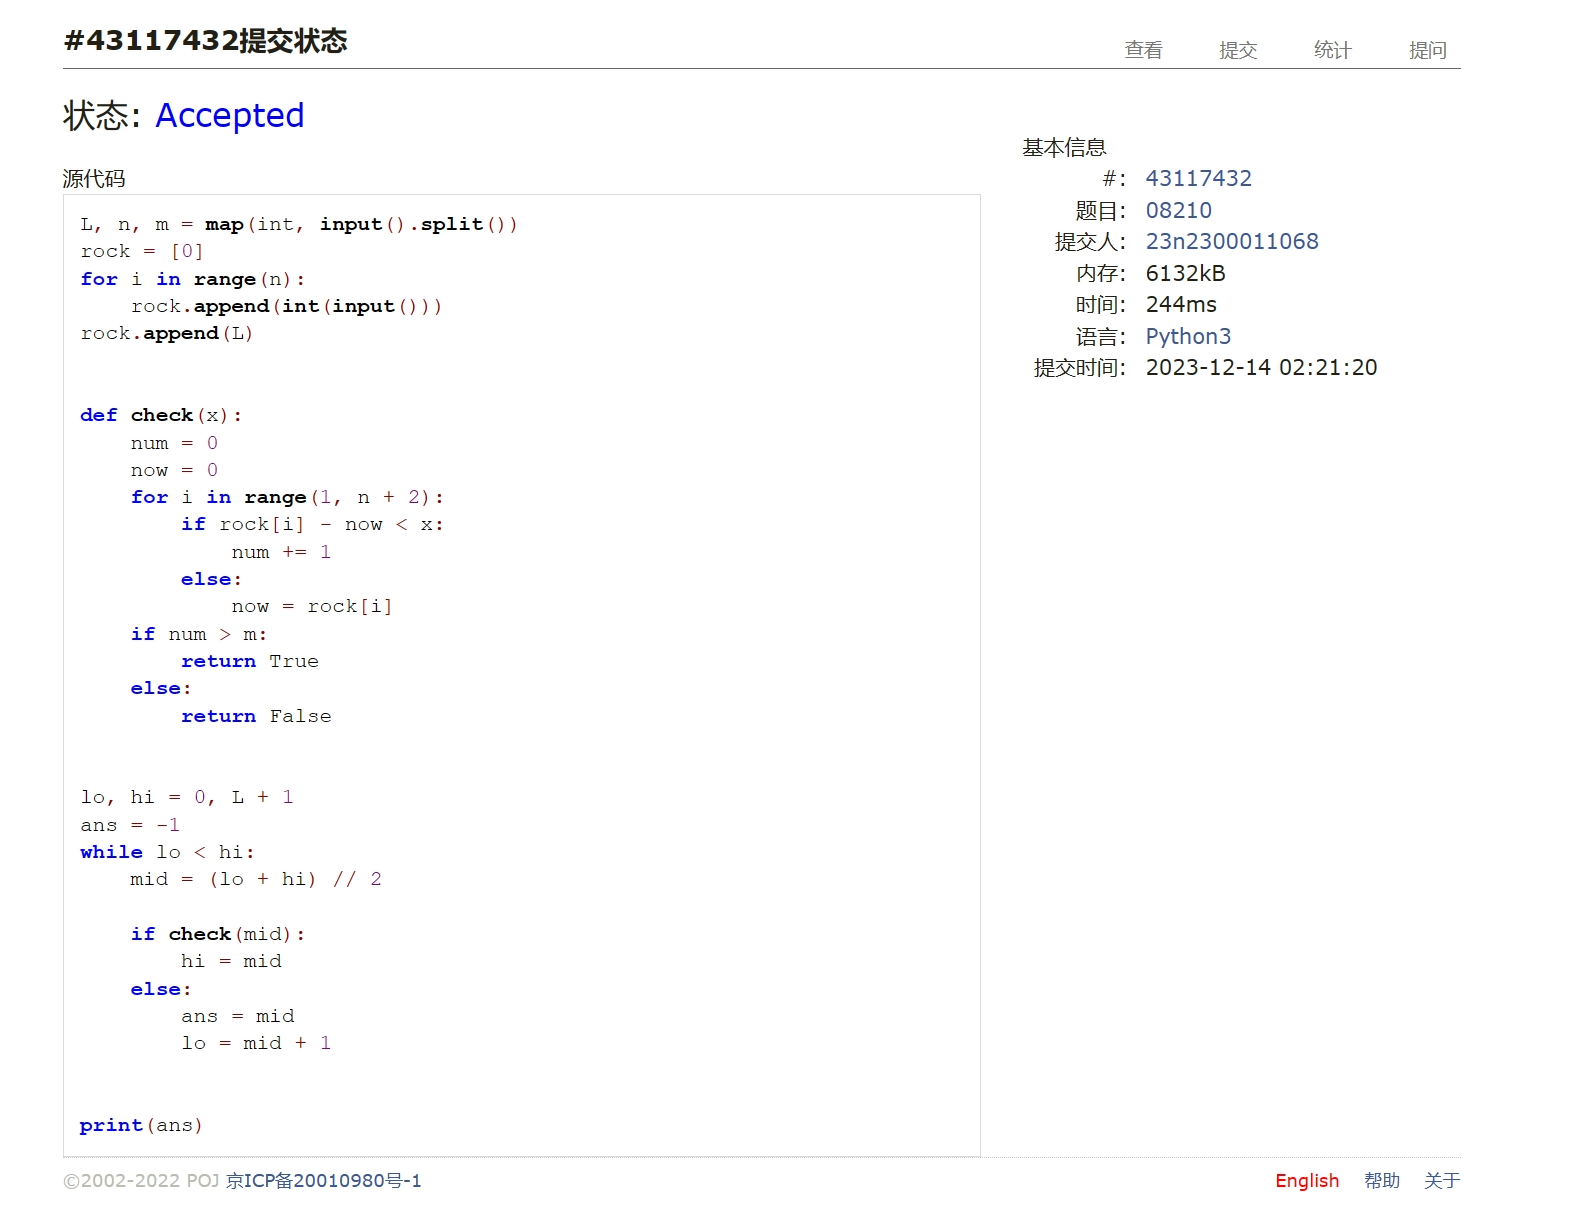 #43117432提交状态
查看 提交 统计 提问
状态: Accepted
源代码
L, n, m = map(int, input().split())
rock = [0]
for i in range(n):
    rock.append(int(input()))
rock.append(L)
def check(x):
    num = 0
    now = 0
    for i in range(1, n + 2):
        if rock[i] - now < x:
            num += 1
        else:
            now = rock[i]
    if num > m:
        return True
    else:
        return False
lo, hi = 0, L + 1
ans = -1
while lo < hi:
    mid = (lo + hi) // 2
    if check(mid):
        hi = mid
    else:
        ans = mid
        lo = mid + 1
print(ans)
基本信息
#: 43117432
题目: 08210
提交人: 23n2300011068
内存: 6132kB
时间: 244ms
语言: Python3
提交时间: 2023-12-14 02:21:20
©2002-2022 POJ 京ICP备20010980号-1
English 帮助 关于